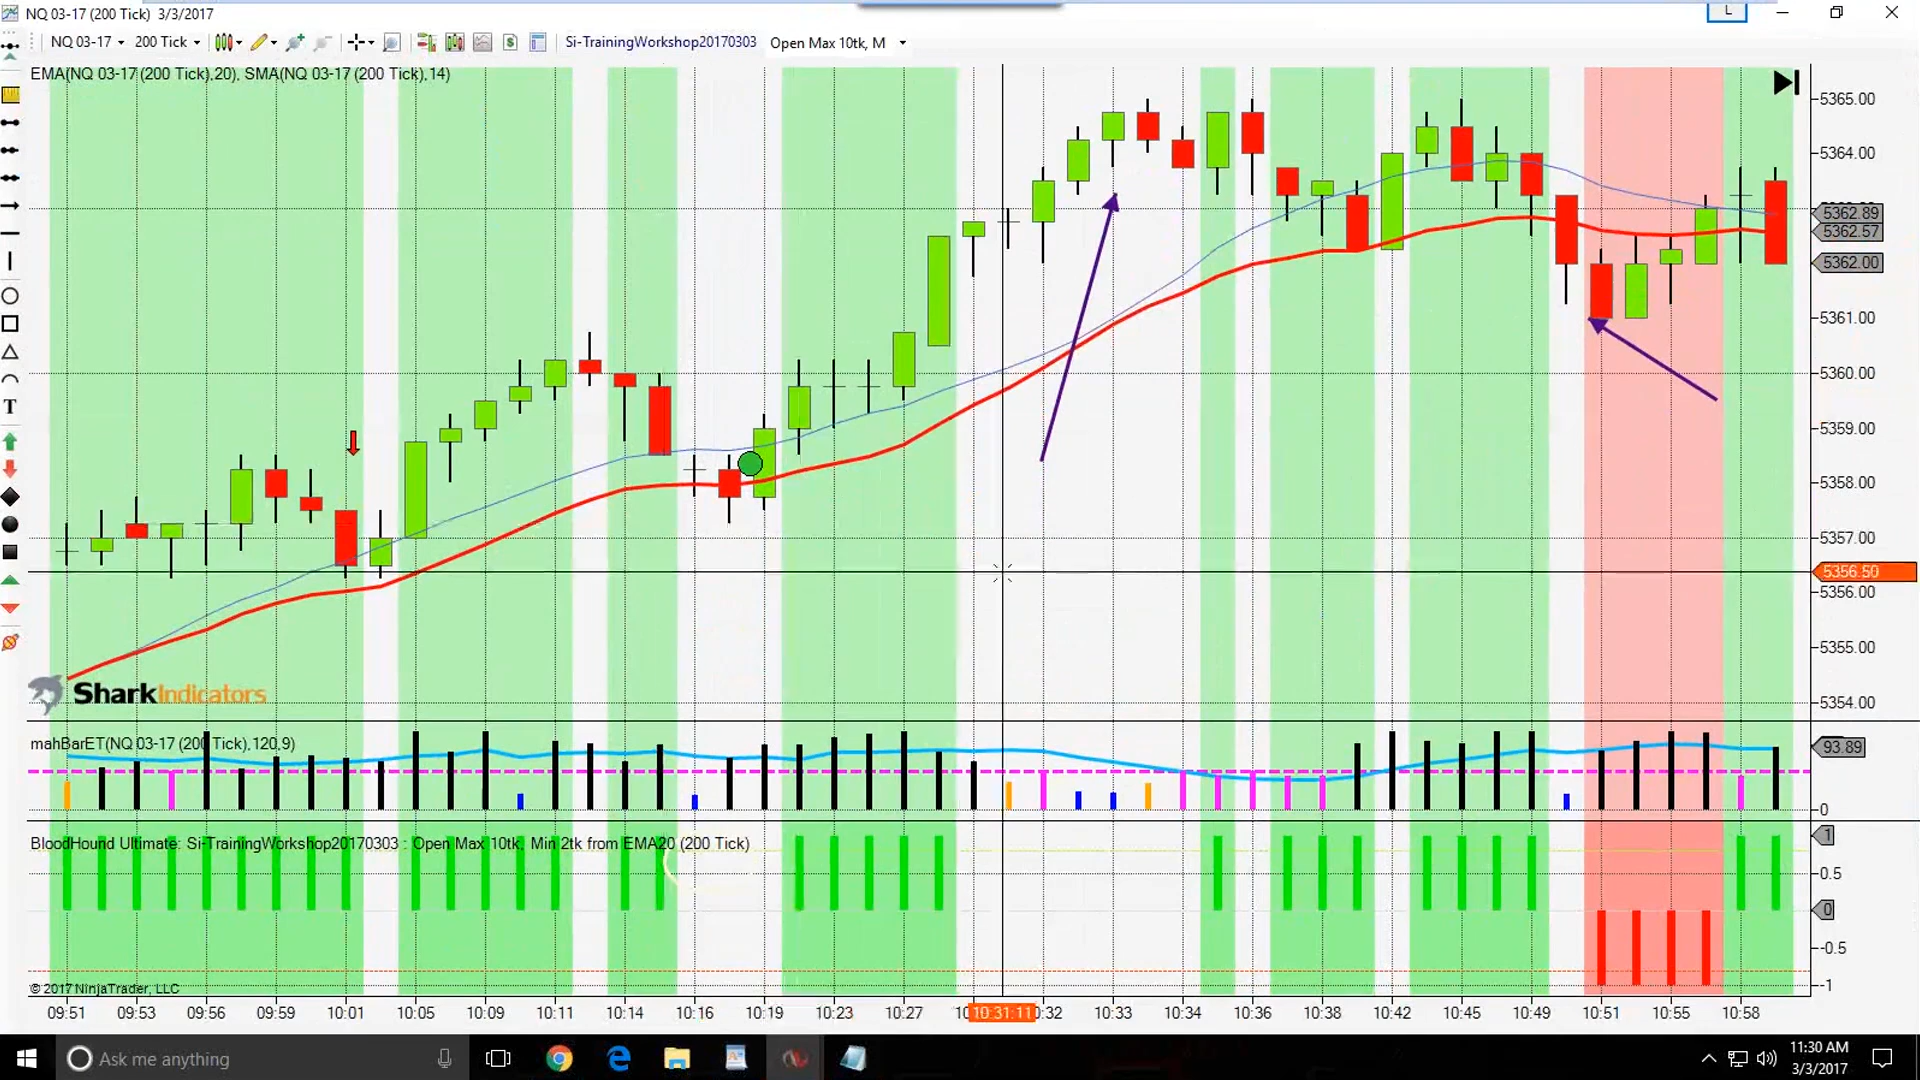 NQ 03-17 (200 Tick)  3/3/2017
L
NQ 03-17
200 Tick
Si-TrainingWorkshop20170303
Open Max 10tk, M
EMA(NQ 03-17 (200 Tick),20), SMA(NQ 03-17 (200 Tick),14)
5365.00
5364.00
5362.89
5362.57
5362.00
5361.00
5360.00
5359.00
5358.00
5357.00
5356.50
5356.00
5355.00
5354.00
T
SharkIndicators
mahBarET(NQ 03-17 (200 Tick),120,9)
93.89
0
BloodHound Ultimate: Si-TrainingWorkshop20170303 : Open Max 10tk, Min 2tk from EMA20 (200 Tick)
1
0.5
0
-0.5
-1
© 2017 NinjaTrader, LLC
09:51 09:53 09:56 09:59 10:01 10:05 10:09 10:11 10:14 10:16 10:19 10:23 10:27 10:31:11 :32 10:33 10:34 10:36 10:38 10:42 10:45 10:49 10:51 10:55 10:58
Ask me anything
11:30 AM
3/3/2017